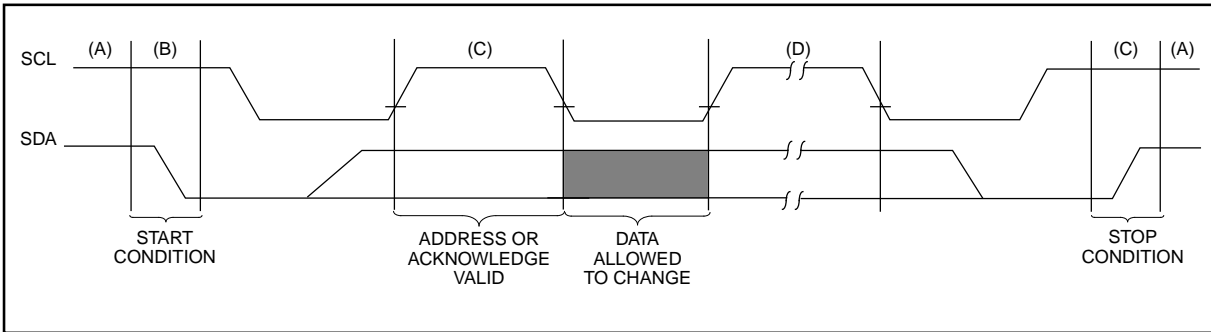 (A) (B) (C) (D) (C) (A)
SCL
SDA
START
CONDITION
ADDRESS OR
ACKNOWLEDGE
VALID
DATA
ALLOWED
TO CHANGE
STOP
CONDITION